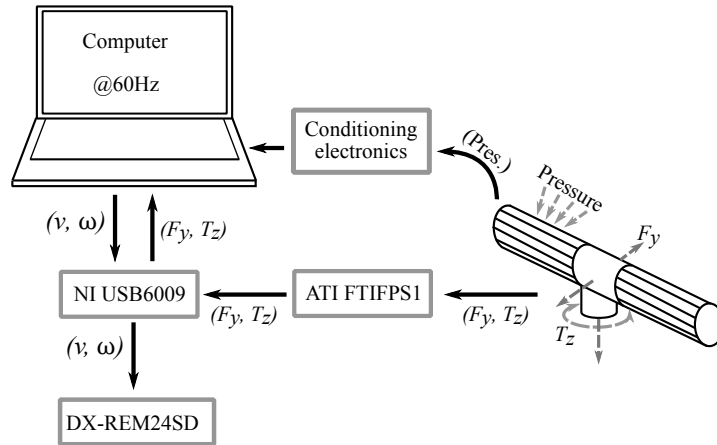 Computer
@60Hz
Conditioning
electronics
(Pres.)
Pressure
Fy
(v, ω)
(Fy, Tz)
NI USB6009
(Fy, Tz)
ATI FTIFPS1
(Fy, Tz)
Tz
(v, ω)
DX-REM24SD